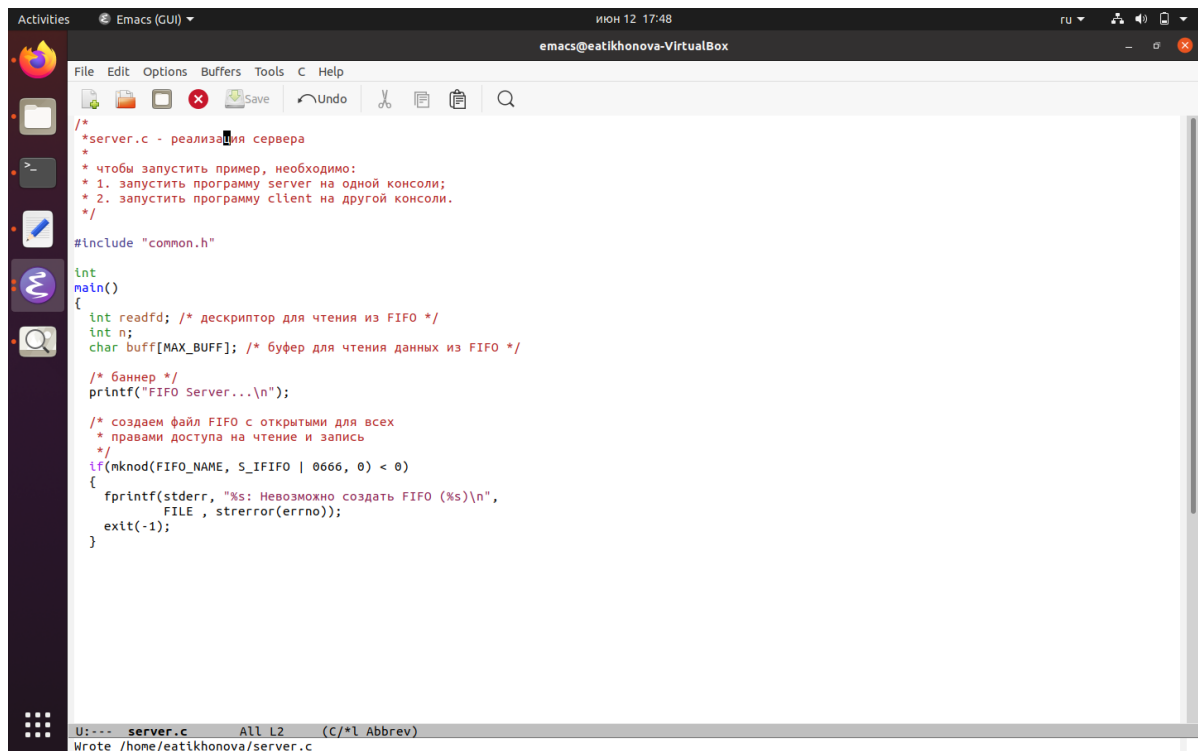 Activities Emacs (GUI) июн 12 17:48 ru
emacs@eatikhonova-VirtualBox
File Edit Options Buffers Tools C Help
Save Undo
/*
*server.c - реализация сервера
*
* чтобы запустить пример, необходимо:
* 1. запустить программу server на одной консоли;
* 2. запустить программу client на другой консоли.
*/
#include "common.h"
int
main()
{
int readfd; /* дескриптор для чтения из FIFO */
int n;
char buff[MAX_BUFF]; /* буфер для чтения данных из FIFO */
/* баннер */
printf("FIFO Server...\n");
/* создаем файл FIFO с открытыми для всех
* правами доступа на чтение и запись
*/
if(mknod(FIFO_NAME, S_IFIFO | 0666, 0) < 0)
{
fprintf(stderr, "%s: Невозможно создать FIFO (%s)\n",
FILE , strerror(errno));
exit(-1);
}
U:--- server.c All L2 (C/*l Abbrev)
Wrote /home/eatikhonova/server.c